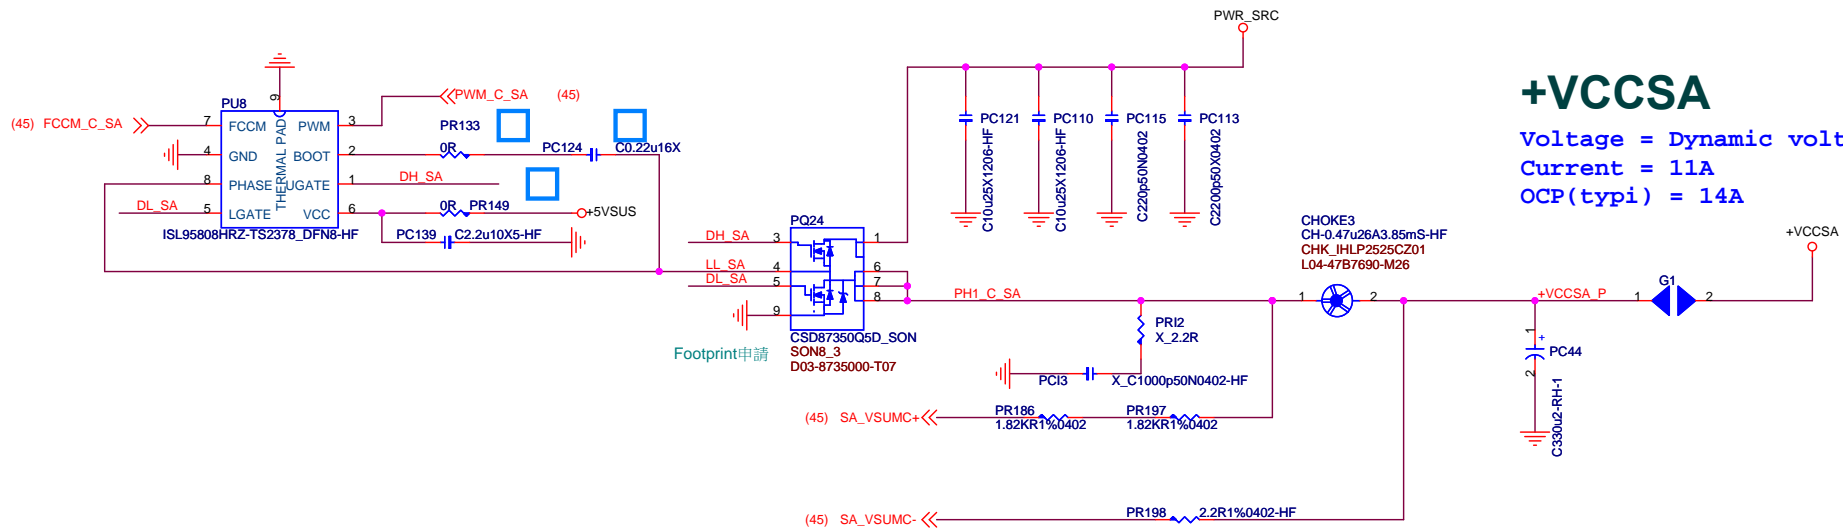 PWR_SRC
+VCCSA
Voltage = Dynamic volt
Current = 11A
OCP(typi) = 14A
(45) FCCM_C_SA
PU8
9
7 FCCM PWM 3
4 GND BOOT 2
8 PHASE UGATE 1
5 LGATE VCC 6
THERMAL PAD
DL_SA
ISL95808HRZ-TS2378_DFN8-HF
PWM_C_SA (45)
PR133
0R
PC124 C0.22u16X
DH_SA
0R PR149
+5VSUS
PC139 C2.2u10X5-HF
PC121
C10u25X1206-HF
PC110
C10u25X1206-HF
PC115
C220p50N0402
PC113
C2200p50X0402
PQ24
DH_SA 3
LL_SA 4
DL_SA 5
9
1
6
7
8
CSD87350Q5D_SON
SON8_3
D03-8735000-T07
Footprint申請
PH1_C_SA
PRI2
X_2.2R
PCI3 X_C1000p50N0402-HF
CHOKE3
CH-0.47u26A3.85mS-HF
CHK_IHLP2525CZ01
L04-47B7690-M26
1 2
+VCCSA_P
G1
1 2
+VCCSA
1
+
PC44
2
C330u2-RH-1
(45) SA_VSUMC+
PR186
1.82KR1%0402
PR197
1.82KR1%0402
(45) SA_VSUMC-
PR198 2.2R1%0402-HF